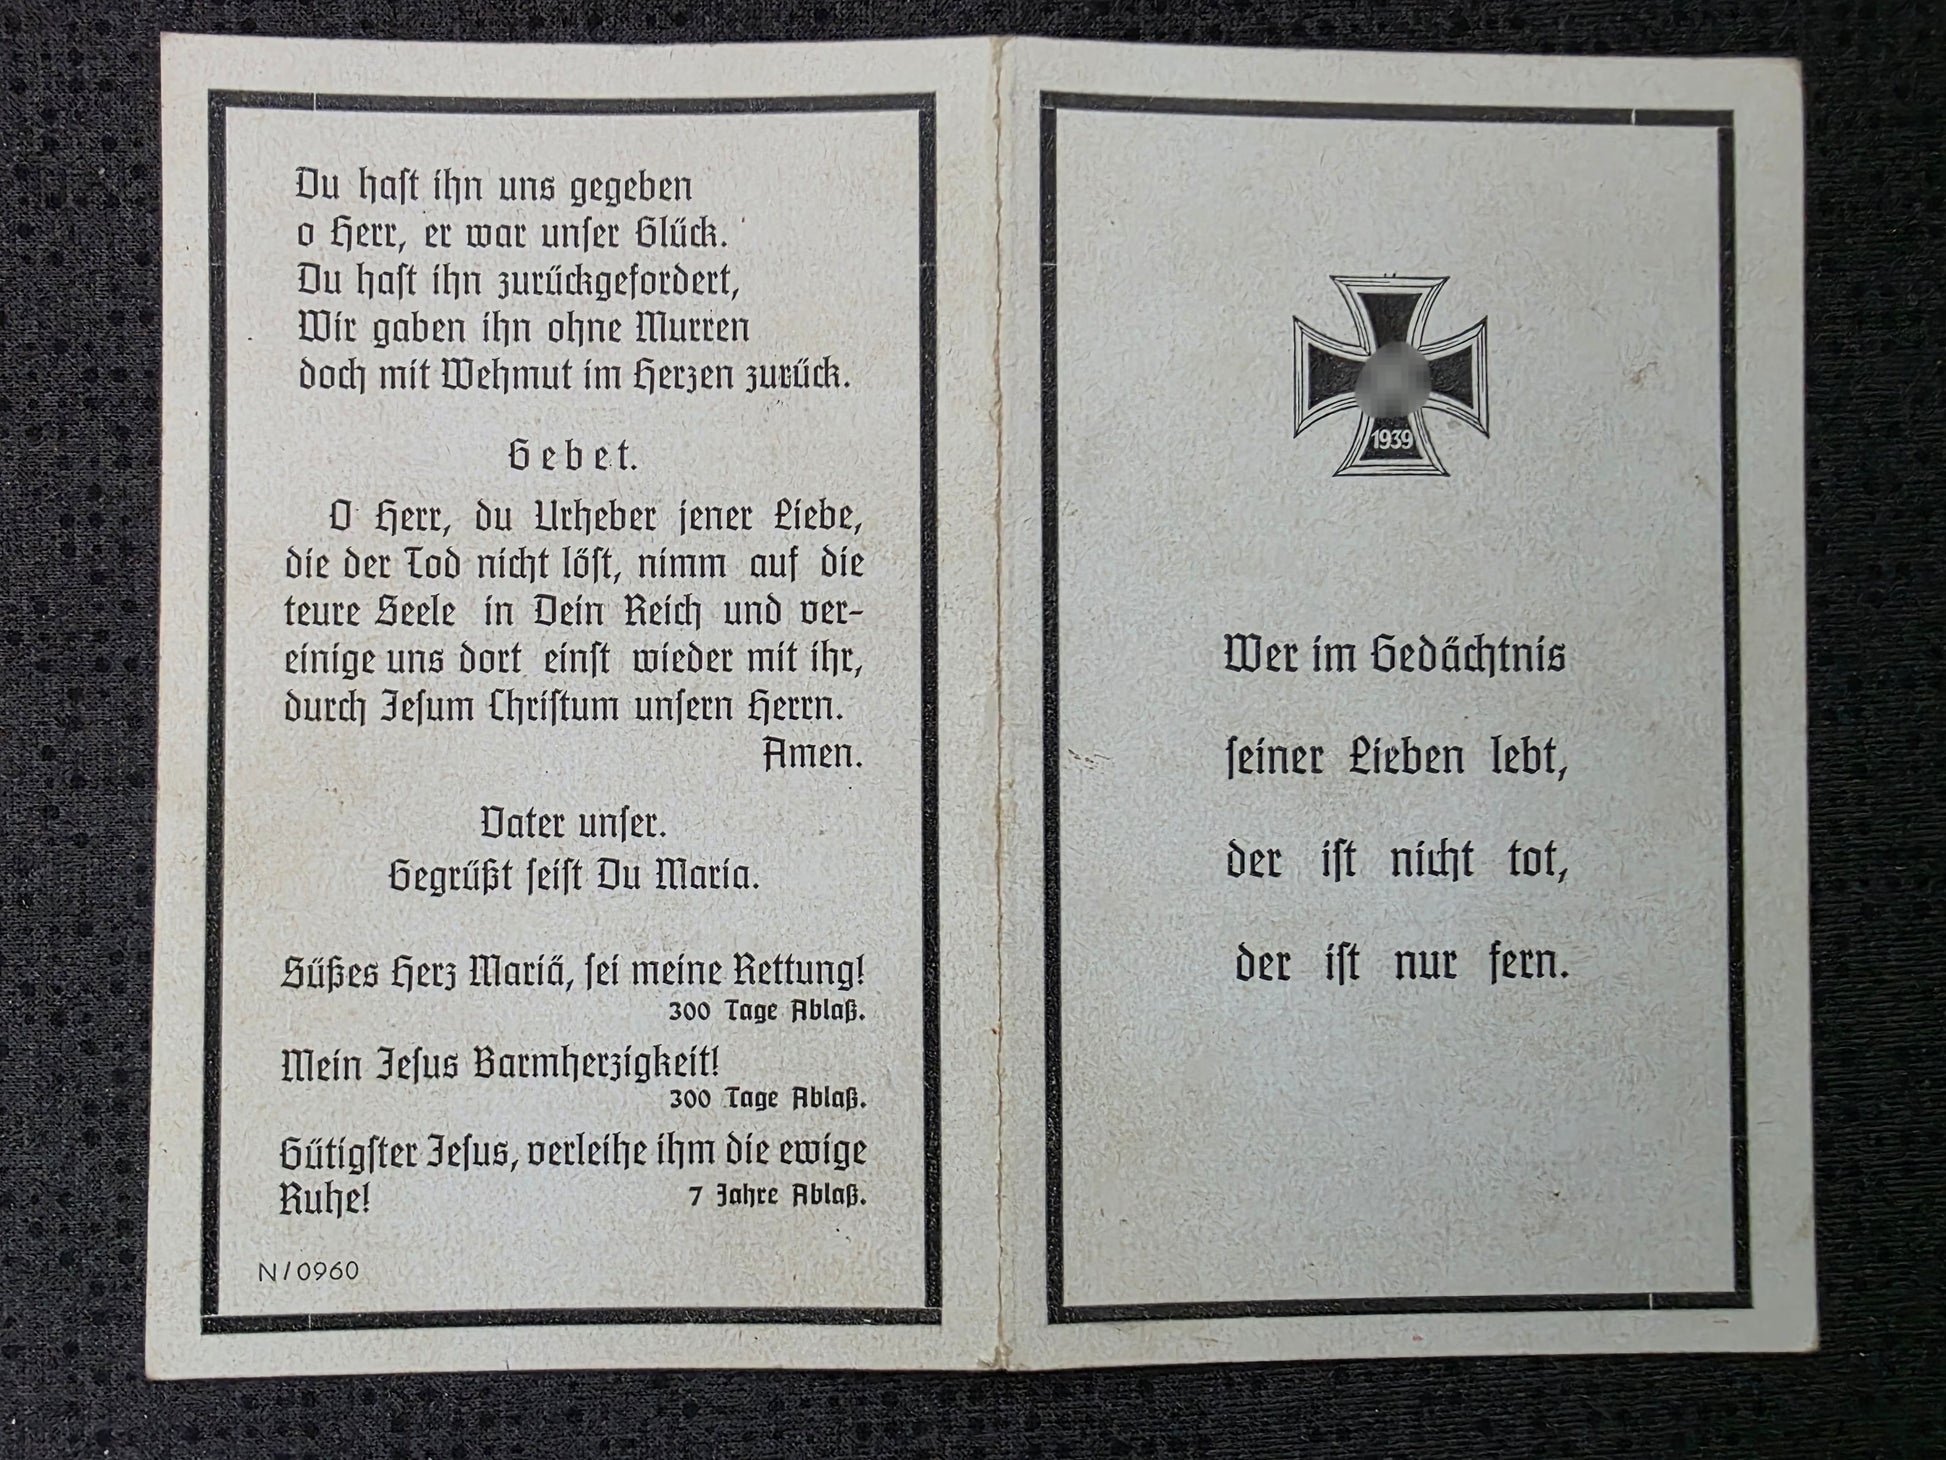 Du haſt ihn uns gegeben
o Herr, er war unſer Glück.
Du haſt ihn zurückgefordert,
Wir gaben ihn ohne Murren
doch mit Wehmut im Herzen zurück.
Gebet.
O Herr, du Urheber jener Liebe,
die der Tod nicht löſt, nimm auf die
teure Seele in Dein Reich und ver-
einige uns dort einſt wieder mit ihr,
durch Jeſum Chriſtum unſern Herrn.
Amen.
Vater unſer.
Gegrüßt ſeiſt Du Maria.
Süßes Herz Mariä, ſei meine Rettung!
300 Tage Ablaß.
Mein Jeſus Barmherzigkeit!
300 Tage Ablaß.
Gütigſter Jeſus, verleihe ihm die ewige
Ruhe! 7 Jahre Ablaß.
N/0960
1939
Wer im Gedächtnis
ſeiner Lieben lebt,
der iſt nicht tot,
der iſt nur fern.